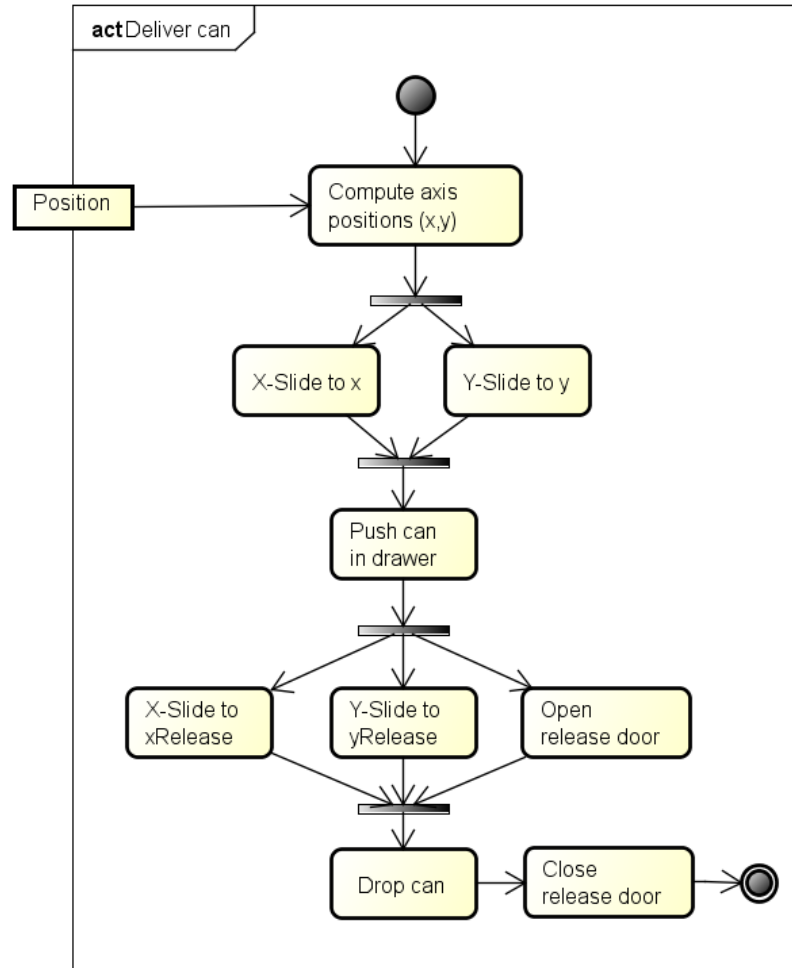 act Deliver can
Position
Compute axis
positions (x,y)
X-Slide to x
Y-Slide to y
Push can
in drawer
X-Slide to
xRelease
Y-Slide to
yRelease
Open
release door
Drop can
Close
release door